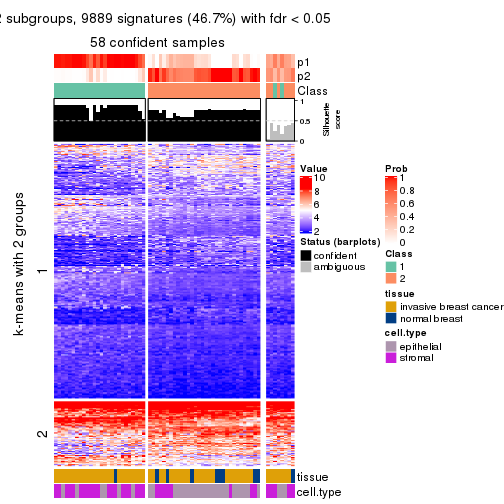 2 subgroups, 9889 signatures (46.7%) with fdr < 0.05
58 confident samples
p1
p2
Class
1
0.5
0
Silhouette
score
k-means with 2 groups
1
2
tissue
cell.type
Value
10
8
6
4
2
Status (barplots)
confident
ambiguous
Prob
1
0.8
0.6
0.4
0.2
0
Class
1
2
tissue
invasive breast cancer
normal breast
cell.type
epithelial
stromal